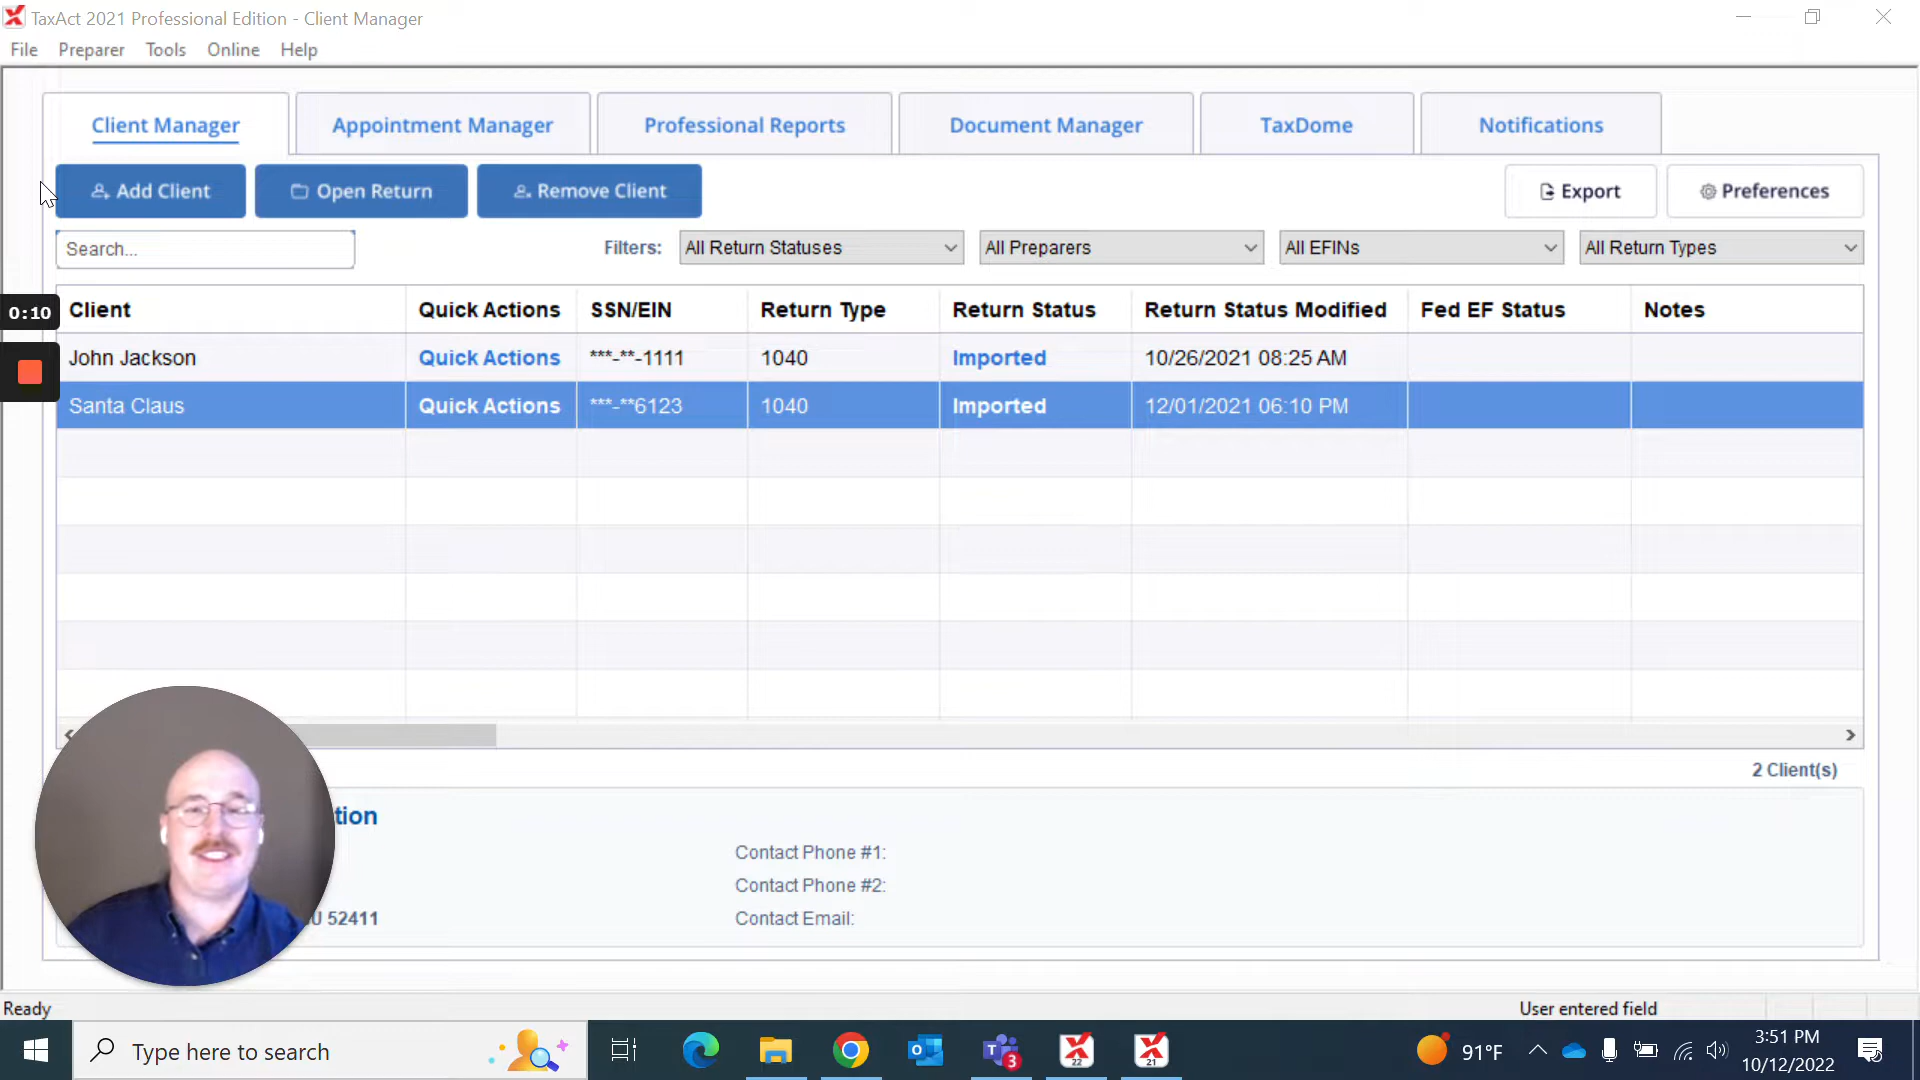 TaxAct 2021 Professional Edition - Client Manager
File Preparer Tools Online Help
Client Manager Appointment Manager Professional Reports Document Manager TaxDome Notifications
Add Client Open Return Remove Client Export Preferences
Search... Filters: All Return Statuses All Preparers All EFINs All Return Types
Client Quick Actions SSN/EIN Return Type Return Status Return Status Modified Fed EF Status Notes
0:10
John Jackson Quick Actions ***-**-1111 1040 Imported 10/26/2021 08:25 AM
Santa Claus Quick Actions ***-**6123 1040 Imported 12/01/2021 06:10 PM
2 Client(s)
tion
Contact Phone #1:
Contact Phone #2:
U 52411 Contact Email:
Ready User entered field
Type here to search 3 22 21 91°F 3:51 PM
10/12/2022